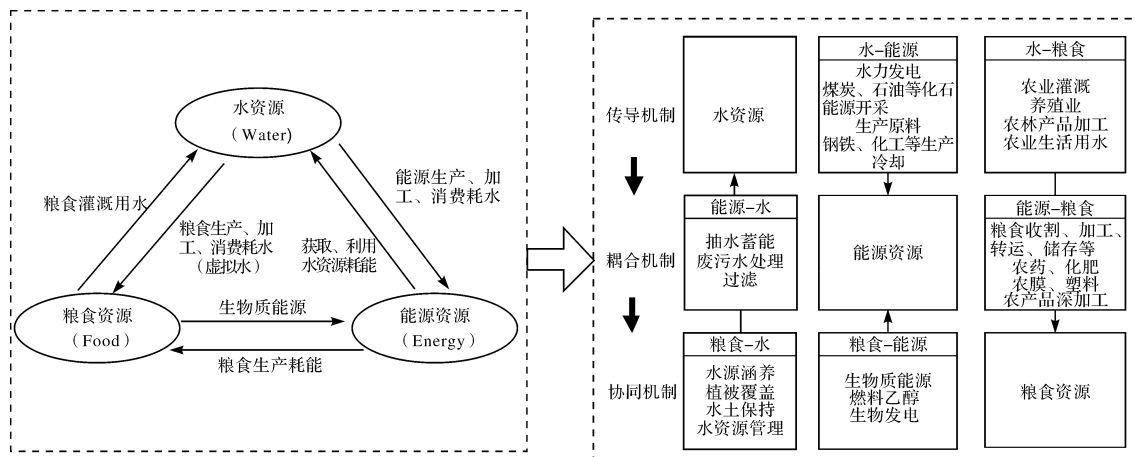 水资源
（Water）
粮食灌溉用水
能源生产、加
工、消费耗水
粮食生产、加
工、消费耗水
（虚拟水）
获取、利用
水资源耗能
粮食资源
（Food）
生物质能源
能源资源
（Energy）
粮食生产耗能
传导机制
耦合机制
协同机制
水资源
水-能源
水力发电
煤炭、石油等化石
能源开采
生产原料
钢铁、化工等生产
冷却
水-粮食
农业灌溉
养殖业
农林产品加工
农业生活用水
能源-水
抽水蓄能
废污水处理
过滤
能源资源
能源-粮食
粮食收割、加工、
转运、储存等
农药、化肥
农膜、塑料
农产品深加工
粮食-水
水源涵养
植被覆盖
水土保持
水资源管理
粮食-能源
生物质能源
燃料乙醇
生物发电
粮食资源